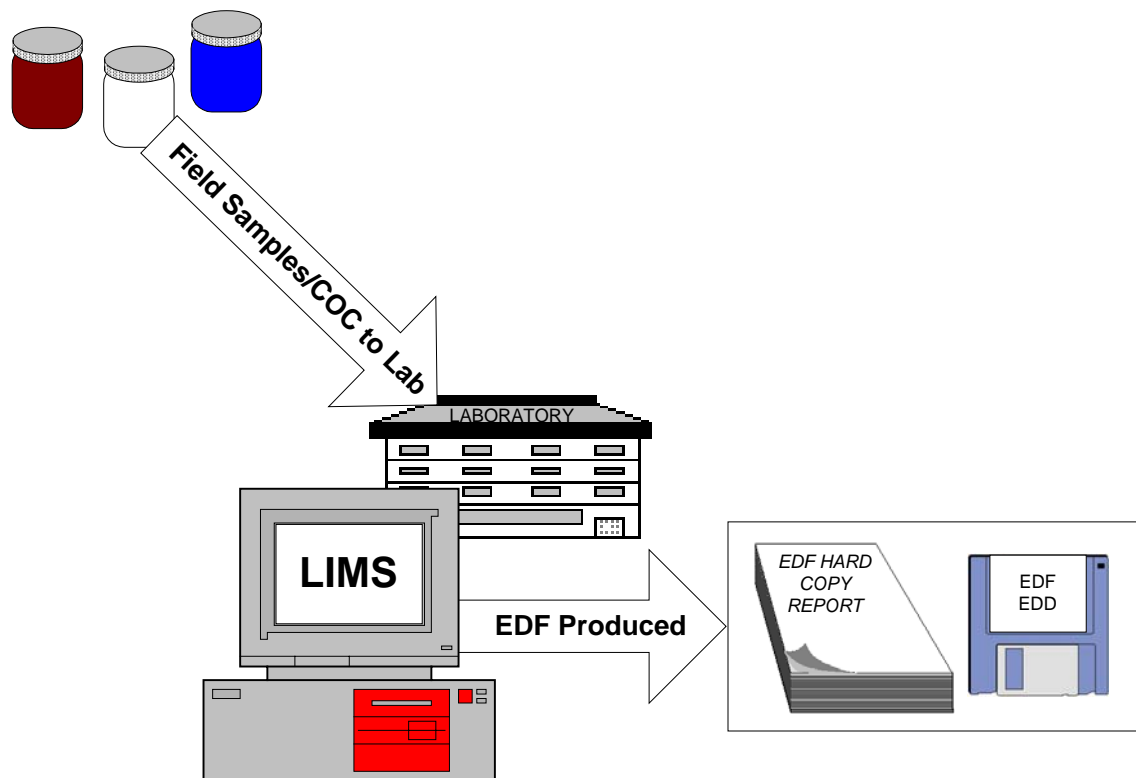 Field Samples/COC to Lab
LABORATORY
LIMS
EDF Produced
EDF HARD
COPY
REPORT
EDF
EDD